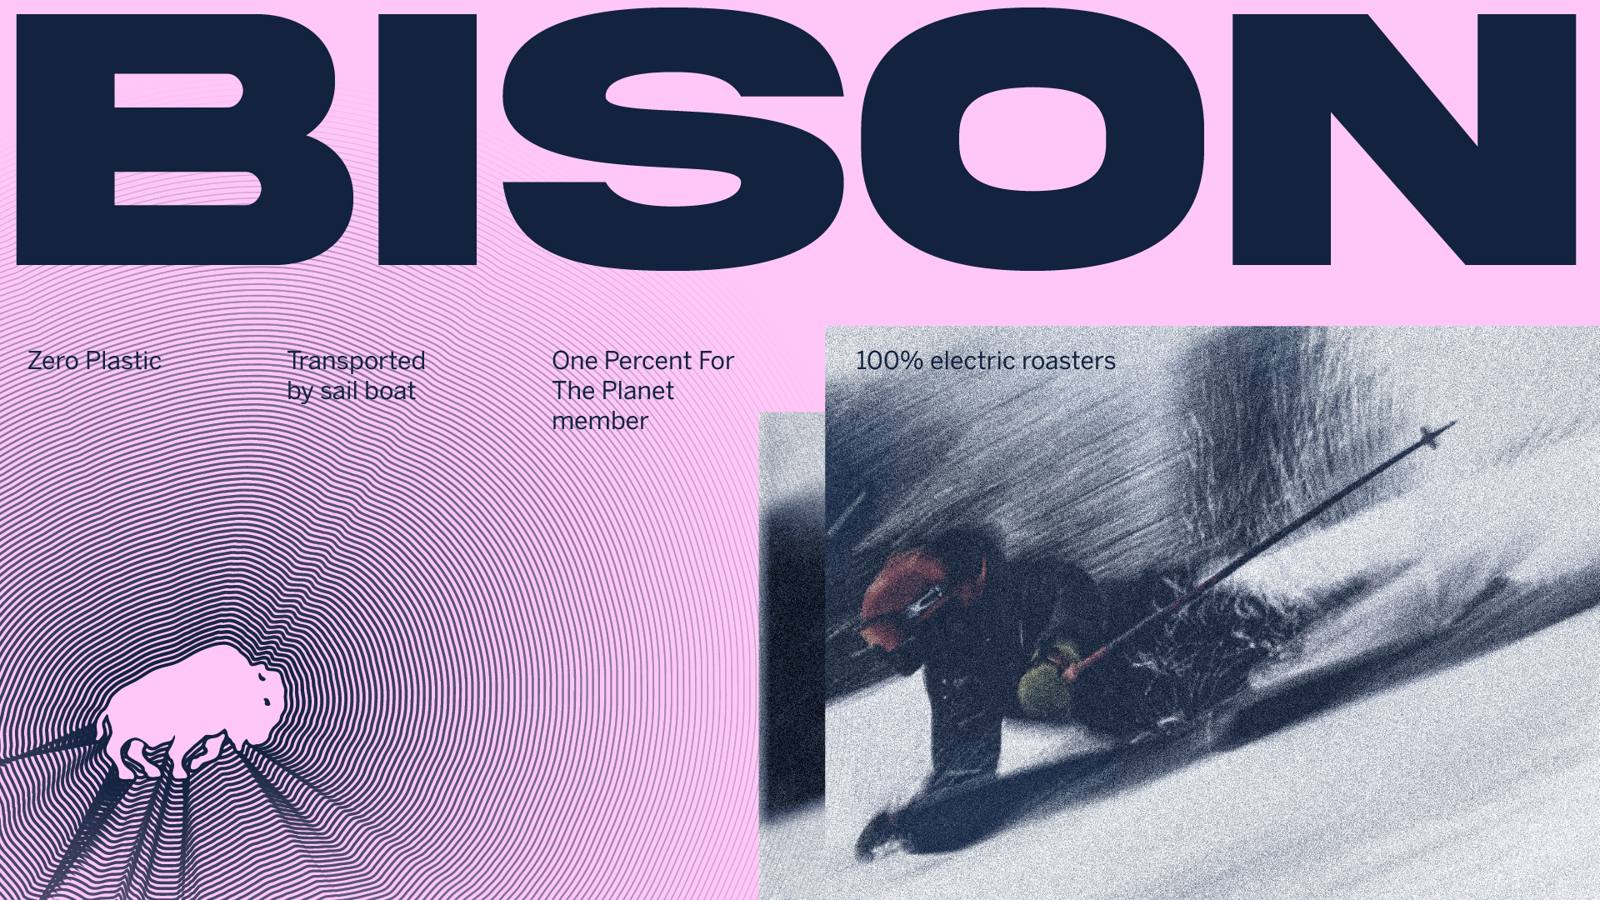 BISON
Zero Plastic
Transported
by sail boat
One Percent For
The Planet
member
100% electric roasters